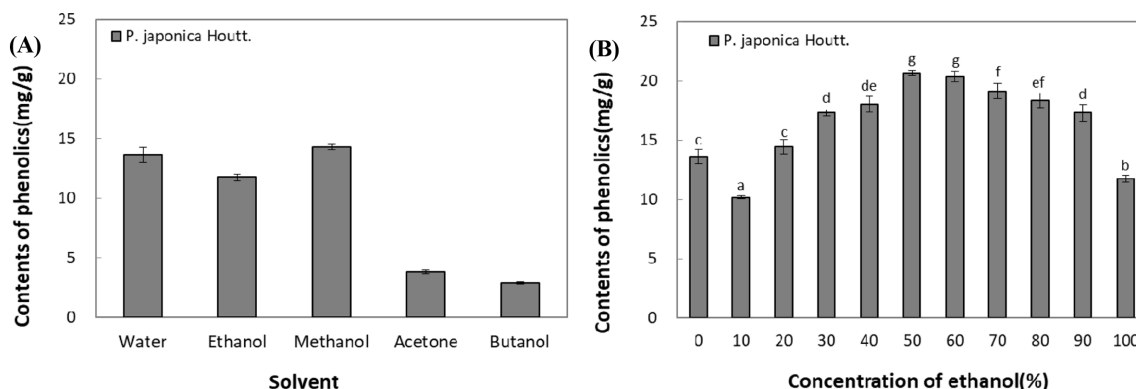 (A)
P. japonica Houtt.
25
20
15
10
5
0
Contents of phenolics(mg/g)
Water Ethanol Methanol Acetone Butanol
Solvent
(B)
P. japonica Houtt.
25
20
15
10
5
0
Contents of phenolics(mg/g)
c a c d de g g f ef d b
0 10 20 30 40 50 60 70 80 90 100
Concentration of ethanol(%)